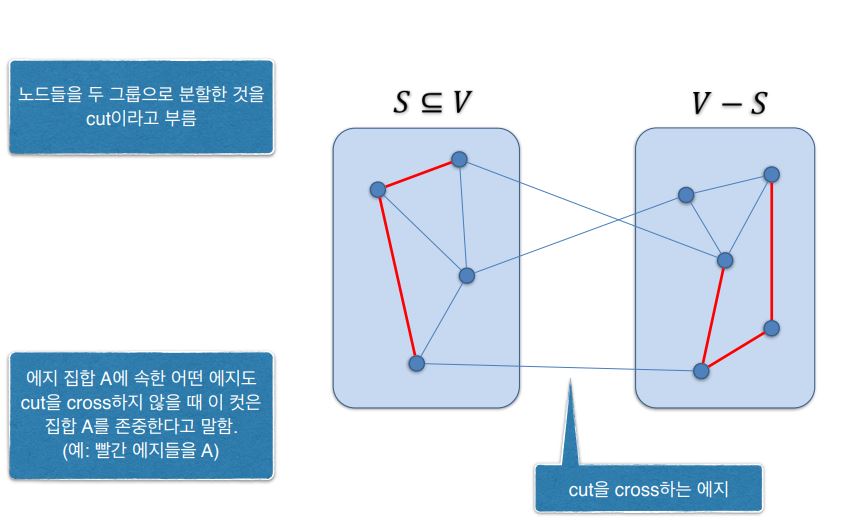 노드들을 두 그룹으로 분할한 것을
cut이라고 부름
S ⊆ V
V − S
에지 집합 A에 속한 어떤 에지도
cut을 cross하지 않을 때 이 컷은
집합 A를 존중한다고 말함.
(예: 빨간 에지들을 A)
cut을 cross하는 에지